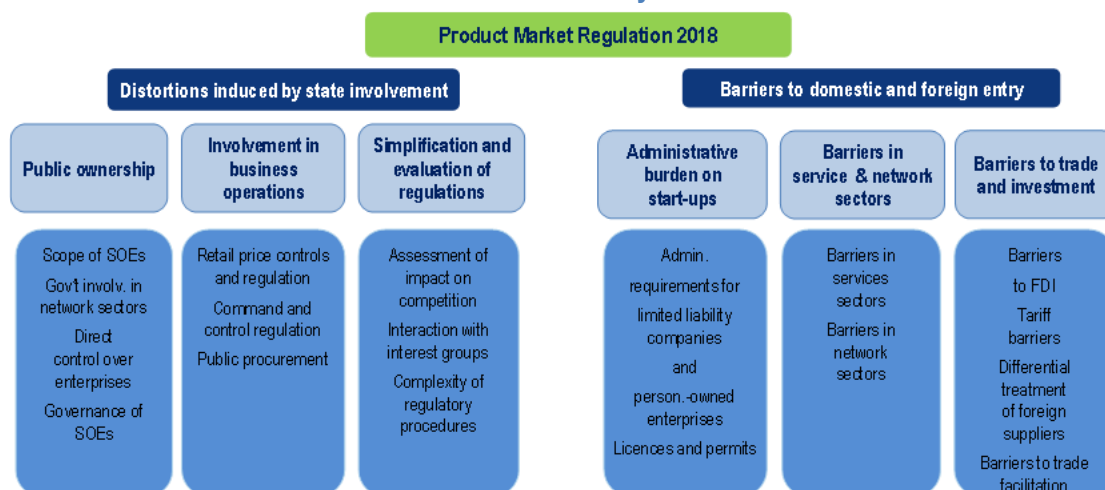 Product Market Regulation 2018
Distortions induced by state involvement
Barriers to domestic and foreign entry
Public ownership
Involvement in
business
operations
Simplification and
evaluation of
regulations
Administrative
burden on
start-ups
Barriers in
service & network
sectors
Barriers to trade
and investment
Scope of SOEs
Gov't involv. in
network sectors
Direct
control over
enterprises
Governance of
SOEs
Retail price controls
and regulation
Command and
control regulation
Public procurement
Assessment of
impact on
competition
Interaction with
interest groups
Complexity of
regulatory
procedures
Admin.
requirements for
limited liability
companies
and
person.-owned
enterprises
Licences and permits
Barriers in
services
sectors
Barriers in
network
sectors
Barriers
to FDI
Tariff
barriers
Differential
treatment
of foreign
suppliers
Barriers to trade
facilitation